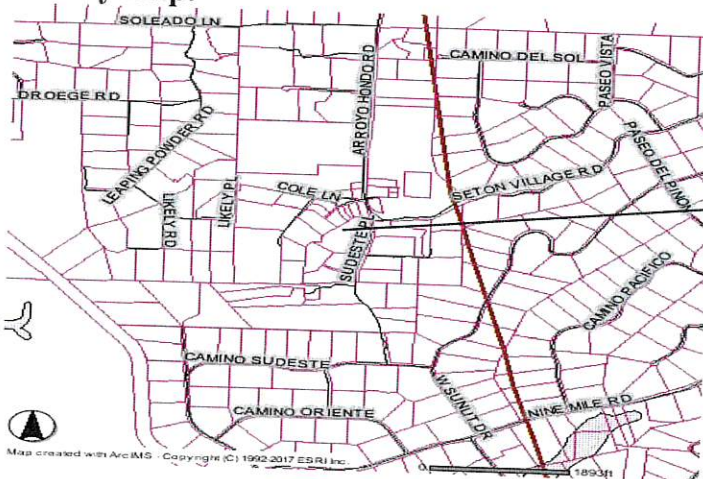 SOLEADO LN
CAMINO DEL SOL
PASEO VISTA
DROEGE RD
ARROYO HONDO RD
LEAPING POWDER RD
PASEO DEL PINON
LIKELY RD
LIKELY PL
COLE LN
SETON VILLAGE RD
SUDESTE PL
CAMINO PACIFICO
CAMINO SUDESTE
W SUNLIT DR
CAMINO ORIENTE
NINE MILE RD
Map created with ArcIMS - Copyright (C) 1992-2017 ESRI Inc.
0
1893ft